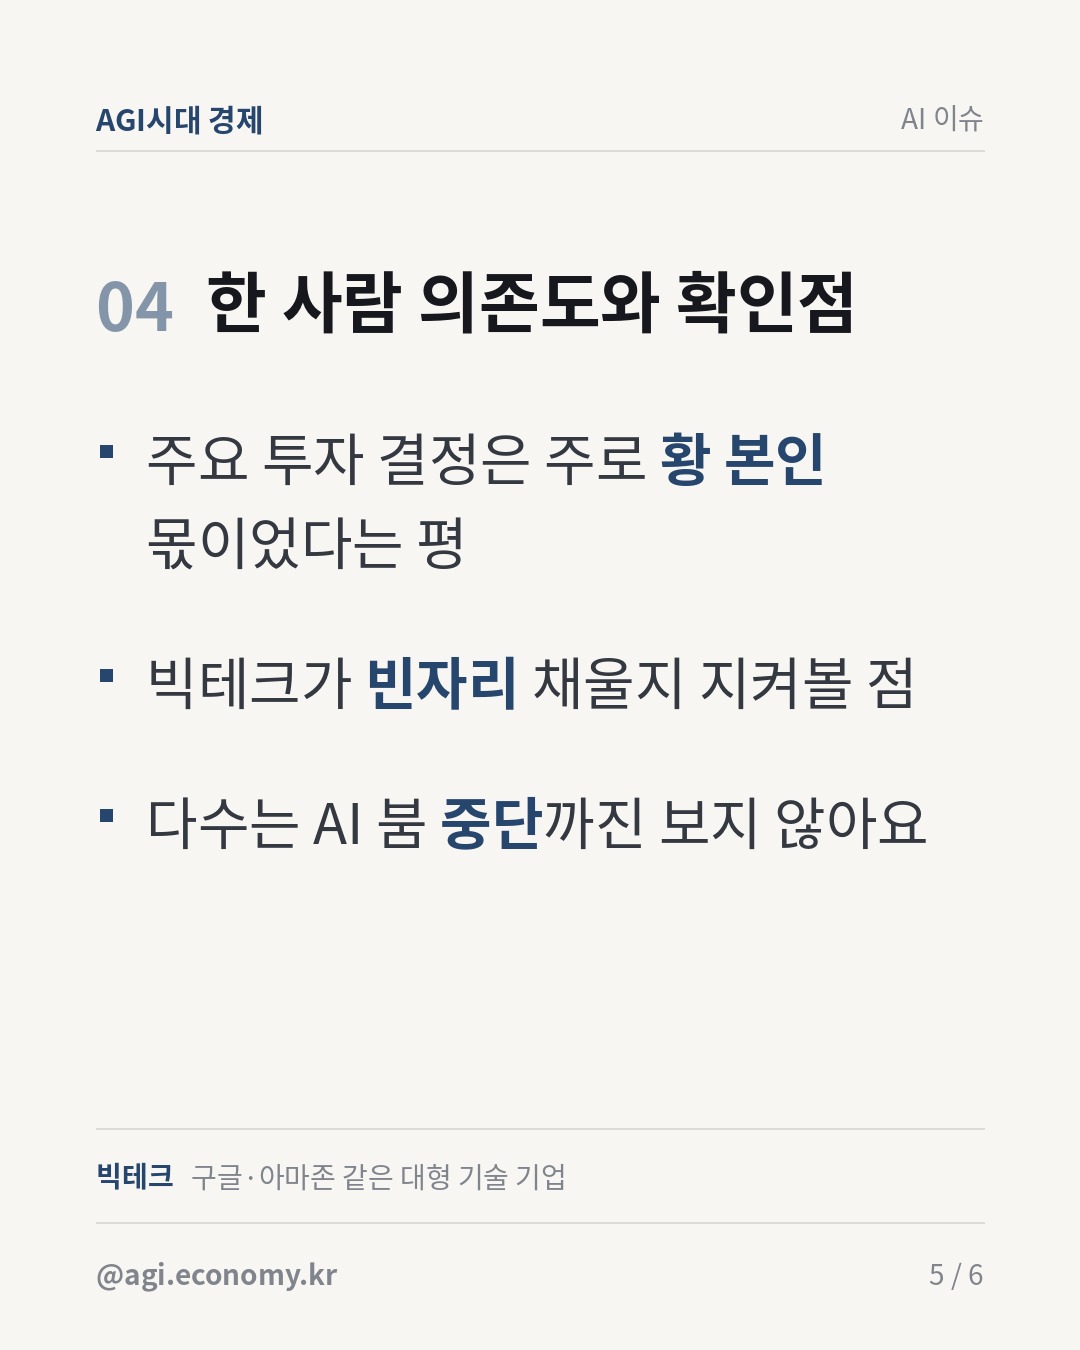 AGI시대 경제
AI 이슈
04 한 사람 의존도와 확인점
▪ 주요 투자 결정은 주로 황 본인
몫이었다는 평
▪ 빅테크가 빈자리 채울지 지켜볼 점
▪ 다수는 AI 붐 중단까진 보지 않아요
빅테크 구글·아마존 같은 대형 기술 기업
@agi.economy.kr
5 / 6